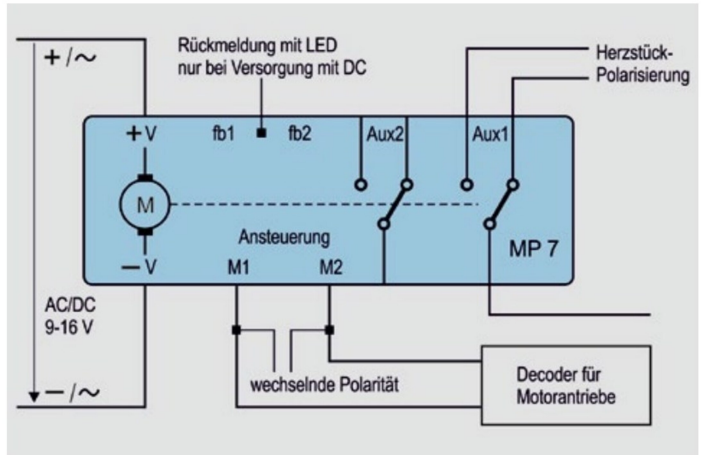 +/~
Rückmeldung mit LED
nur bei Versorgung mit DC
Herzstück-
Polarisierung
+V
fb1
fb2
Aux2
Aux1
M
Ansteuerung
MP 7
–V
M1
M2
AC/DC
9-16 V
wechselnde Polarität
Decoder für
Motorantriebe
–/~